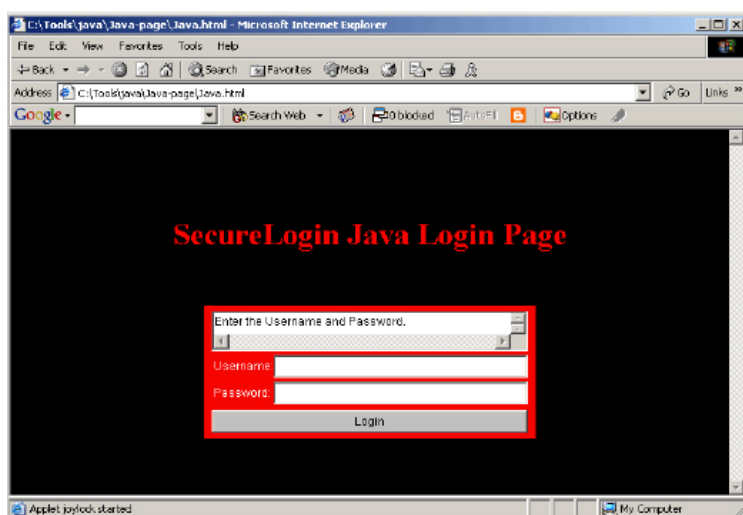 C:\Tools\java\Java-page\Java.html - Microsoft Internet Explorer
File Edit View Favorites Tools Help
Back Search Favorites Media
Address C:\Tools\java\Java-page\Java.html Go Links »
Google Search Web 0 blocked AutoFill Options
SecureLogin Java Login Page
Enter the Username and Password.
Username:
Password:
Login
Applet joylock started My Computer